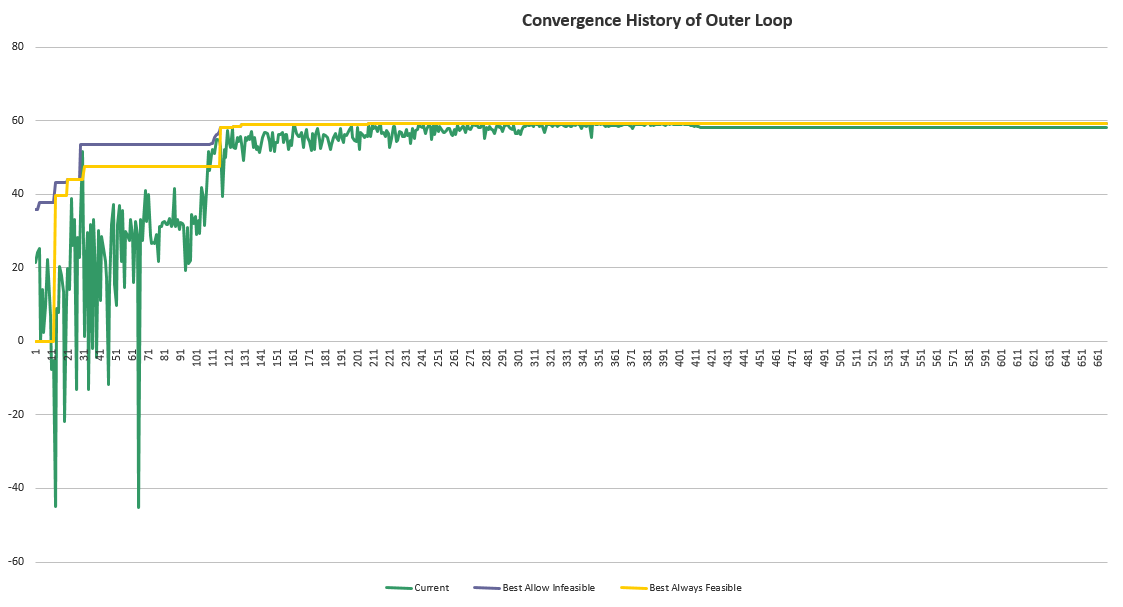 Convergence History of Outer Loop
80
60
40
20
0
-20
-40
-60
1 11 21 31 41 51 61 71 81 91 101 111 121 131 141 151 161 171 181 191 201 211 221 231 241 251 261 271 281 291 301 311 321 331 341 351 361 371 381 391 401 411 421 431 441 451 461 471 481 491 501 511 521 531 541 551 561 571 581 591 601 611 621 631 641 651 661
Current Best Allow Infeasible Best Always Feasible